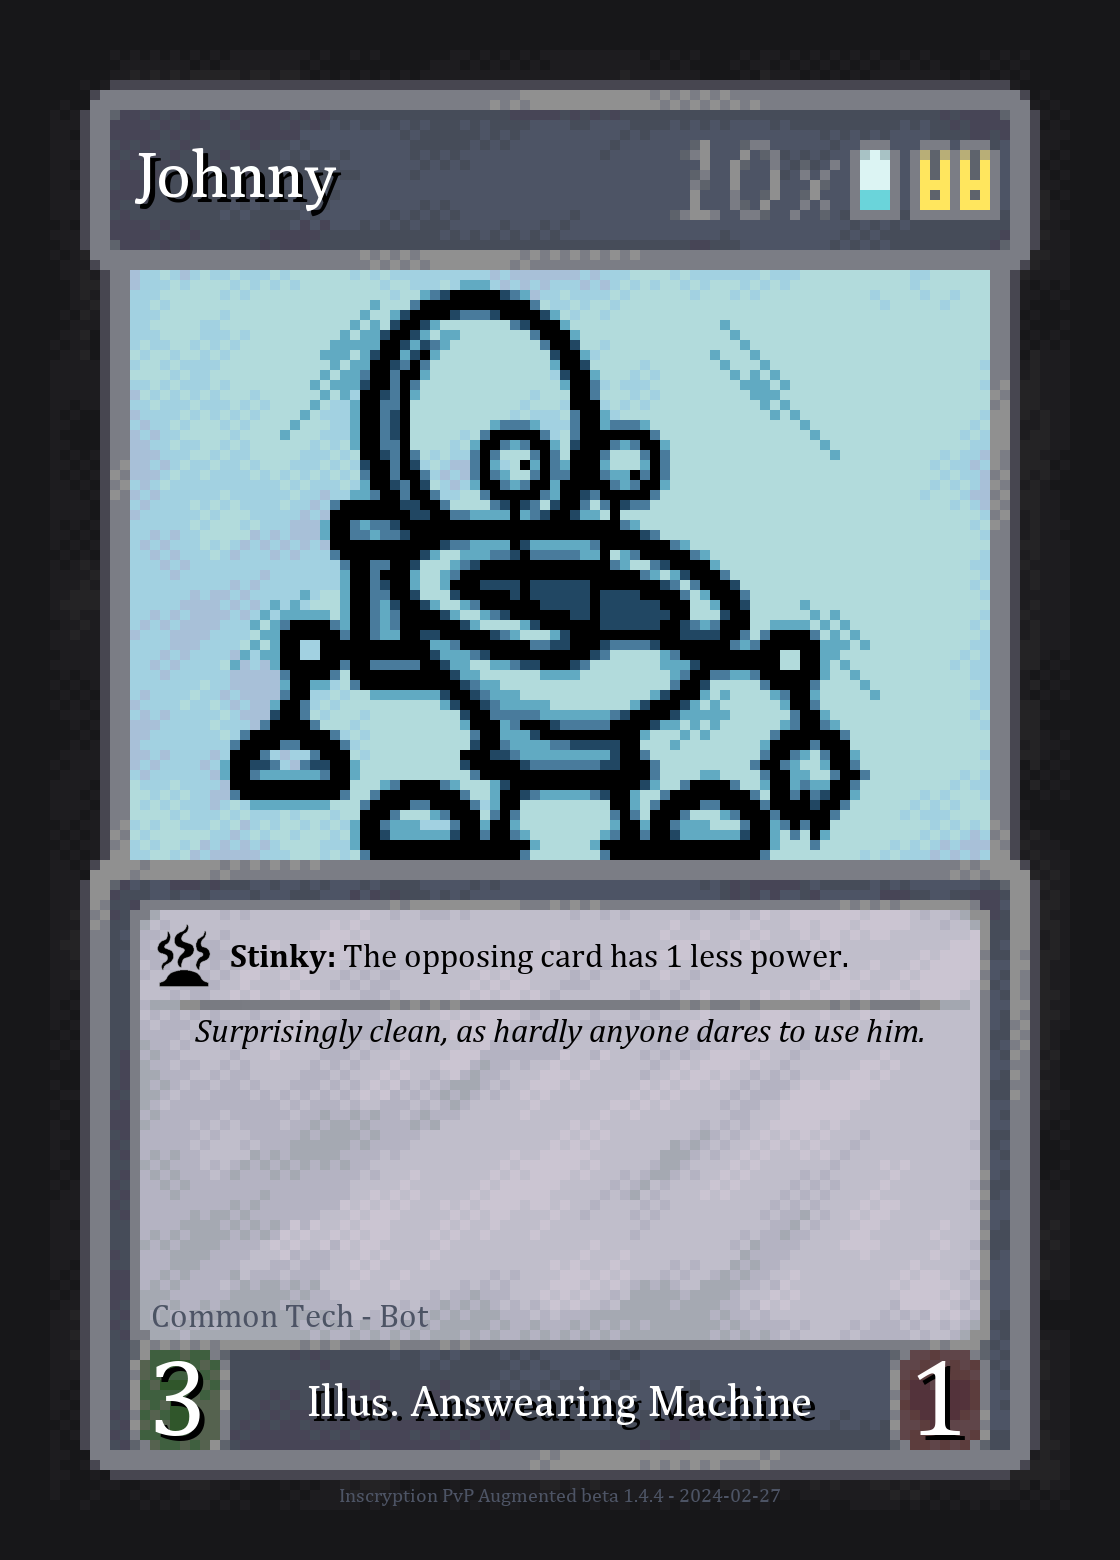 Johnny 10x
Stinky: The opposing card has 1 less power.
Surprisingly clean, as hardly anyone dares to use him.
Common Tech - Bot
3 Illus. Answearing Machine 1
Inscryption PvP Augmented beta 1.4.4 - 2024-02-27